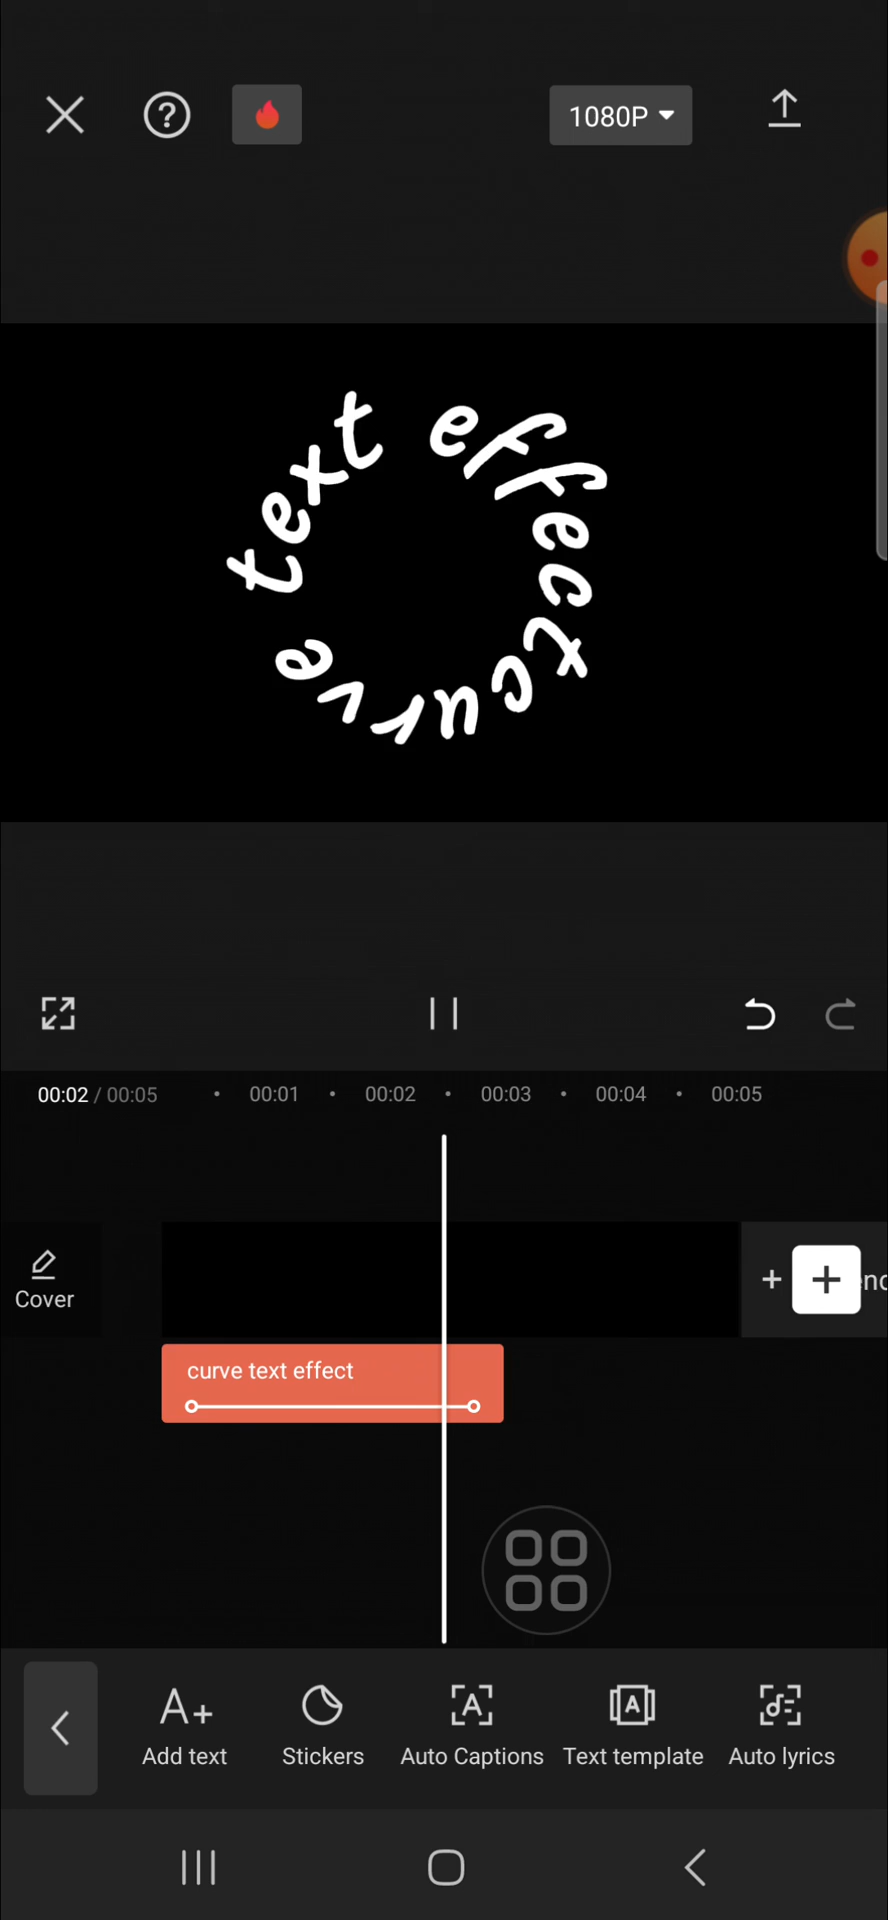 1080P
curve text effect
00:02 / 00:05
00:01
00:02
00:03
00:04
00:05
Cover
curve text effect
Add text
Stickers
Auto Captions
Text template
Auto lyrics